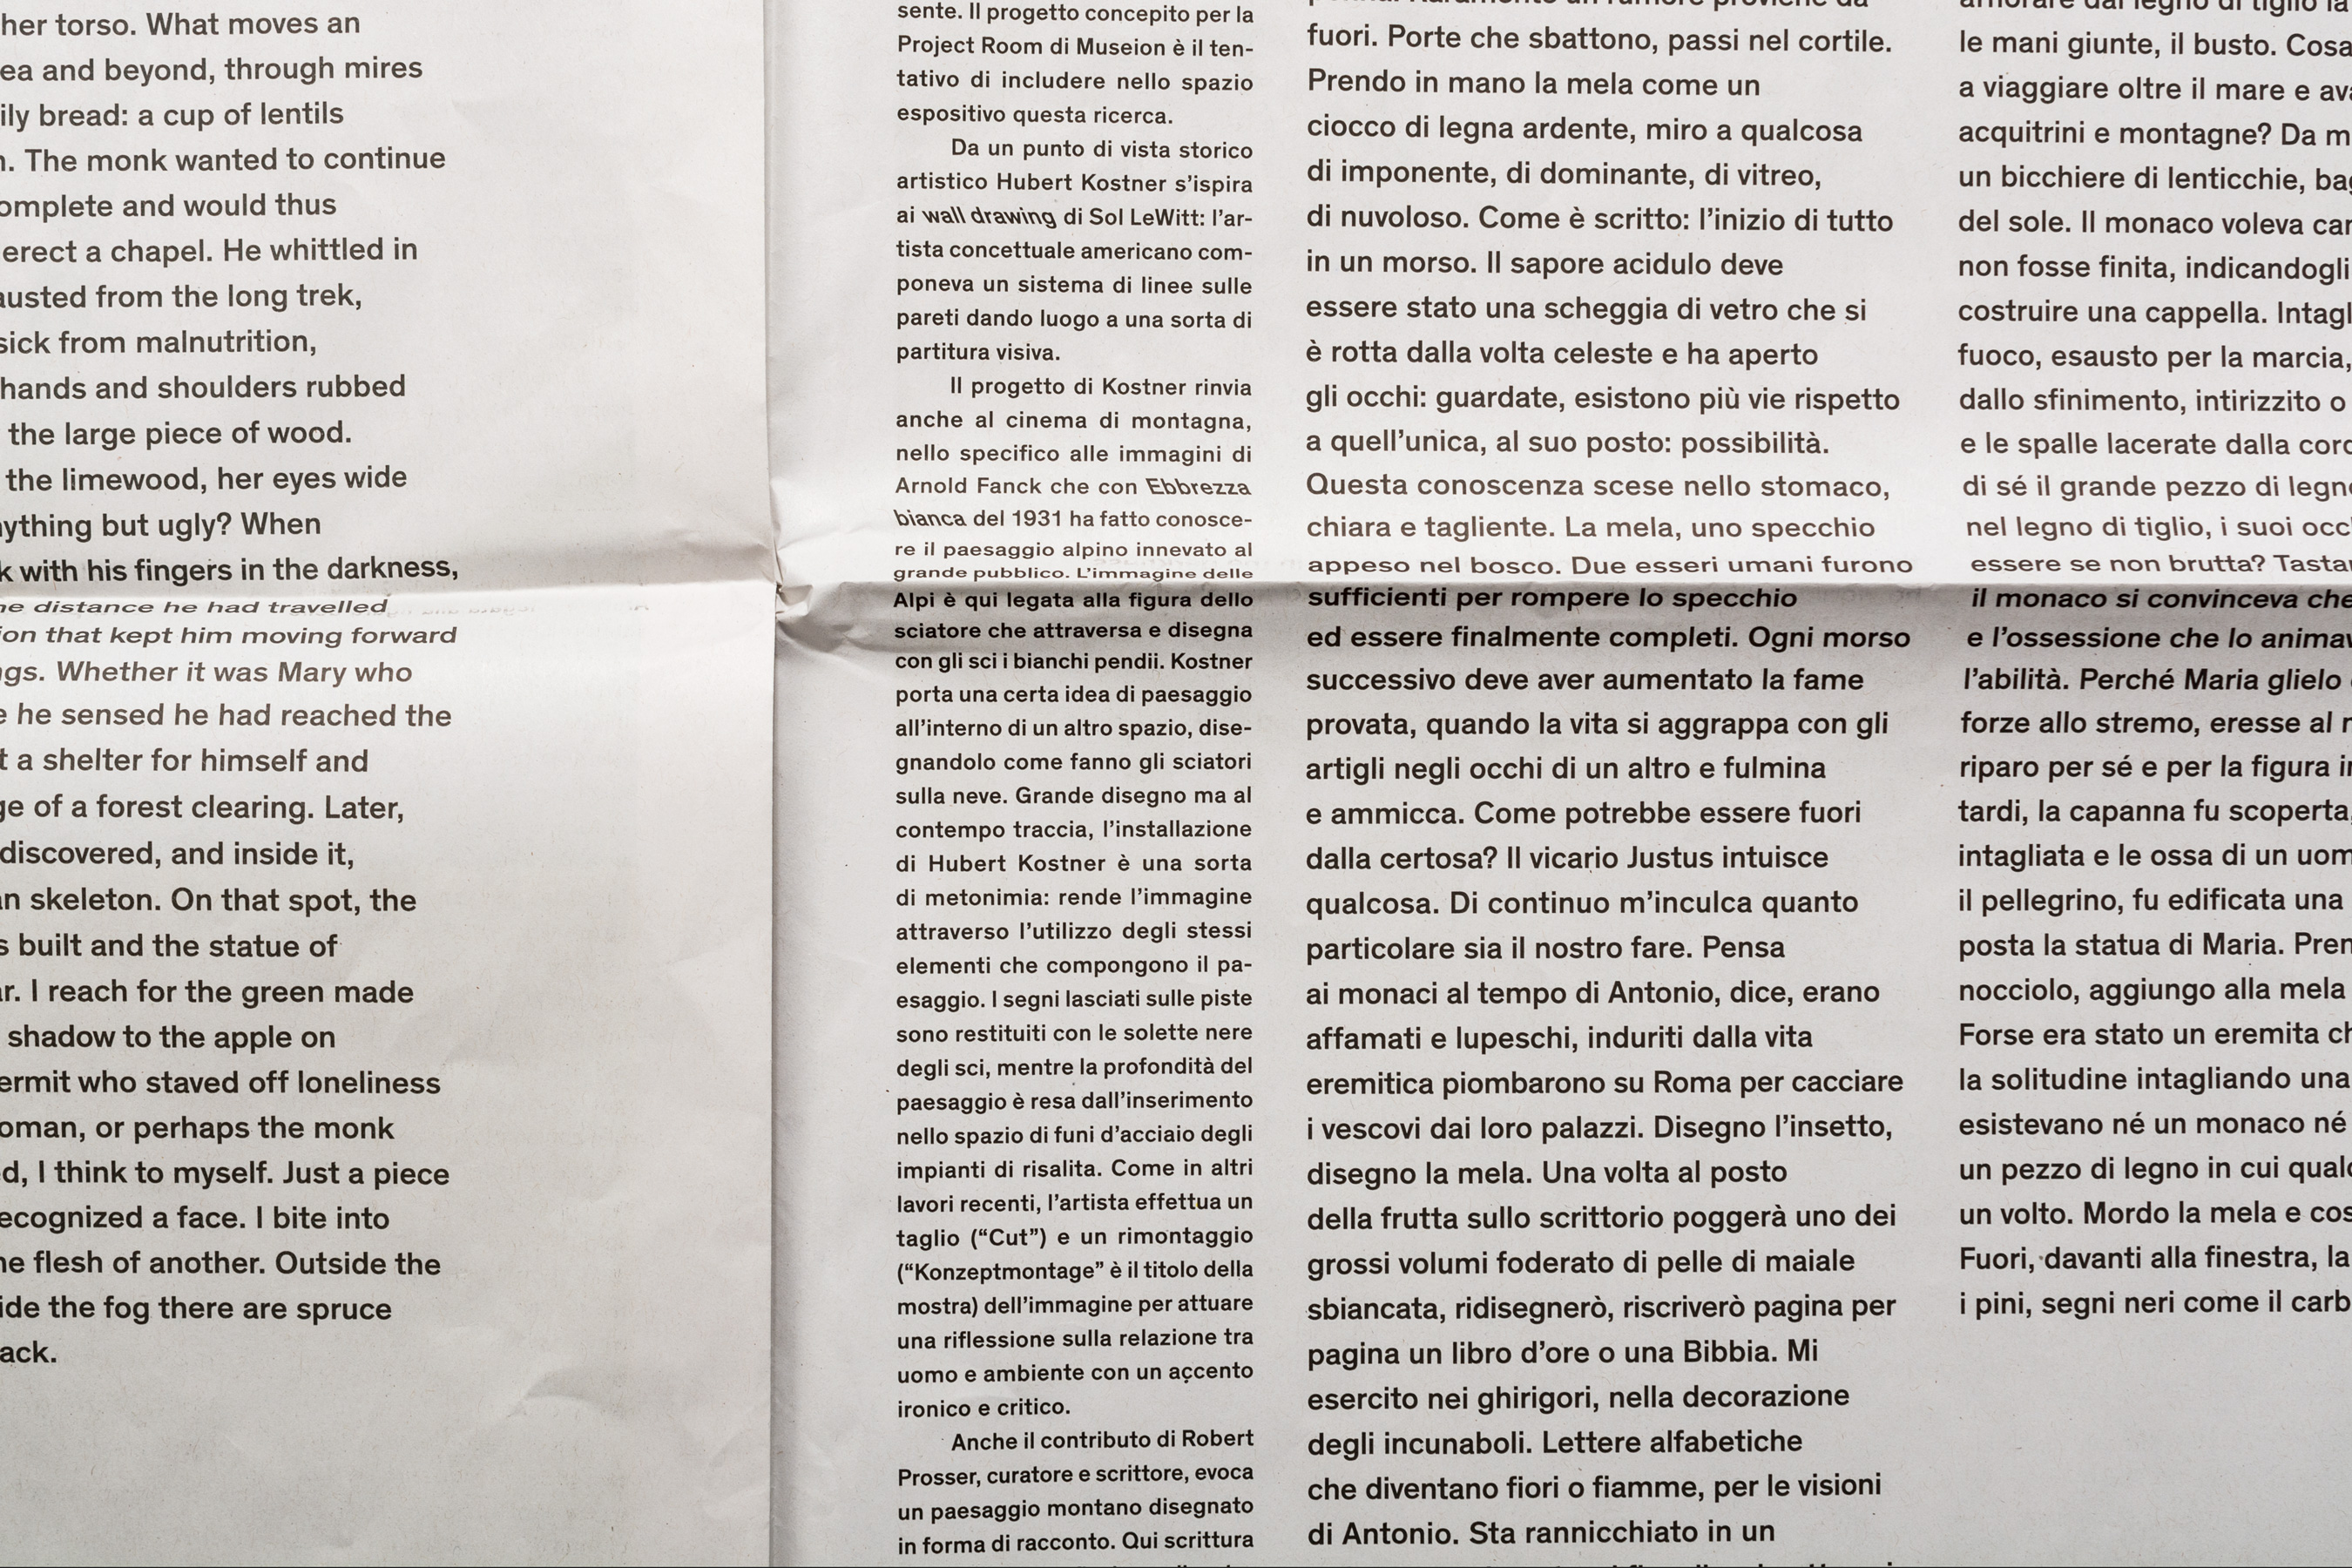 her torso. What moves an
ea and beyond, through mires
ily bread: a cup of lentils
. The monk wanted to continue
omplete and would thus
erect a chapel. He whittled in
austed from the long trek,
sick from malnutrition,
hands and shoulders rubbed
the large piece of wood.
the limewood, her eyes wide
nything but ugly? When
k with his fingers in the darkness,
he distance he had travelled
ion that kept him moving forward
ngs. Whether it was Mary who
e he sensed he had reached the
t a shelter for himself and
ge of a forest clearing. Later,
discovered, and inside it,
an skeleton. On that spot, the
s built and the statue of
ar. I reach for the green made
shadow to the apple on
ermit who staved off loneliness
oman, or perhaps the monk
d, I think to myself. Just a piece
ecognized a face. I bite into
he flesh of another. Outside the
ide the fog there are spruce
ack.
sente. Il progetto concepito per la
Project Room di Museion è il ten-
tativo di includere nello spazio
espositivo questa ricerca.
Da un punto di vista storico
artistico Hubert Kostner s’ispira
ai wall drawing di Sol LeWitt: l’ar-
tista concettuale americano com-
poneva un sistema di linee sulle
pareti dando luogo a una sorta di
partitura visiva.
Il progetto di Kostner rinvia
anche al cinema di montagna,
nello specifico alle immagini di
Arnold Fanck che con Ebbrezza
bianca del 1931 ha fatto conosce-
re il paesaggio alpino innevato al
grande pubblico. L’immagine delle
Alpi è qui legata alla figura dello
sciatore che attraversa e disegna
con gli sci i bianchi pendii. Kostner
porta una certa idea di paesaggio
all’interno di un altro spazio, dise-
gnandolo come fanno gli sciatori
sulla neve. Grande disegno ma al
contempo traccia, l’installazione
di Hubert Kostner è una sorta
di metonimia: rende l’immagine
attraverso l’utilizzo degli stessi
elementi che compongono il pa-
esaggio. I segni lasciati sulle piste
sono restituiti con le solette nere
degli sci, mentre la profondità del
paesaggio è resa dall’inserimento
nello spazio di funi d’acciaio degli
impianti di risalita. Come in altri
lavori recenti, l’artista effettua un
taglio (“Cut”) e un rimontaggio
(“Konzeptmontage” è il titolo della
mostra) dell’immagine per attuare
una riflessione sulla relazione tra
uomo e ambiente con un accento
ironico e critico.
Anche il contributo di Robert
Prosser, curatore e scrittore, evoca
un paesaggio montano disegnato
in forma di racconto. Qui scrittura
fuori. Porte che sbattono, passi nel cortile.
Prendo in mano la mela come un
ciocco di legna ardente, miro a qualcosa
di imponente, di dominante, di vitreo,
di nuvoloso. Come è scritto: l’inizio di tutto
in un morso. Il sapore acidulo deve
essere stato una scheggia di vetro che si
è rotta dalla volta celeste e ha aperto
gli occhi: guardate, esistono più vie rispetto
a quell’unica, al suo posto: possibilità.
Questa conoscenza scese nello stomaco,
chiara e tagliente. La mela, uno specchio
appeso nel bosco. Due esseri umani furono
sufficienti per rompere lo specchio
ed essere finalmente completi. Ogni morso
successivo deve aver aumentato la fame
provata, quando la vita si aggrappa con gli
artigli negli occhi di un altro e fulmina
e ammicca. Come potrebbe essere fuori
dalla certosa? Il vicario Justus intuisce
qualcosa. Di continuo m’inculca quanto
particolare sia il nostro fare. Pensa
ai monaci al tempo di Antonio, dice, erano
affamati e lupeschi, induriti dalla vita
eremitica piombarono su Roma per cacciare
i vescovi dai loro palazzi. Disegno l’insetto,
disegno la mela. Una volta al posto
della frutta sullo scrittorio poggerà uno dei
grossi volumi foderato di pelle di maiale
sbiancata, ridisegnerò, riscriverò pagina per
pagina un libro d’ore o una Bibbia. Mi
esercito nei ghirigori, nella decorazione
degli incunaboli. Lettere alfabetiche
che diventano fiori o fiamme, per le visioni
di Antonio. Sta rannicchiato in un
le mani giunte, il busto. Cosa
a viaggiare oltre il mare e ava
acquitrini e montagne? Da m
un bicchiere di lenticchie, bag
del sole. Il monaco voleva car
non fosse finita, indicandogli
costruire una cappella. Intagl
fuoco, esausto per la marcia,
dallo sfinimento, intirizzito o
e le spalle lacerate dalla corc
di sé il grande pezzo di legno
nel legno di tiglio, i suoi occ
essere se non brutta? Tastar
il monaco si convinceva che
e l’ossessione che lo animav
l’abilità. Perché Maria glielo
forze allo stremo, eresse al
riparo per sé e per la figura in
tardi, la capanna fu scoperta,
intagliata e le ossa di un uom
il pellegrino, fu edificata una
posta la statua di Maria. Pren
nocciolo, aggiungo alla mela
Forse era stato un eremita ch
la solitudine intagliando una
esistevano né un monaco né
un pezzo di legno in cui qualc
un volto. Mordo la mela e cos
Fuori, davanti alla finestra, la
i pini, segni neri come il carb